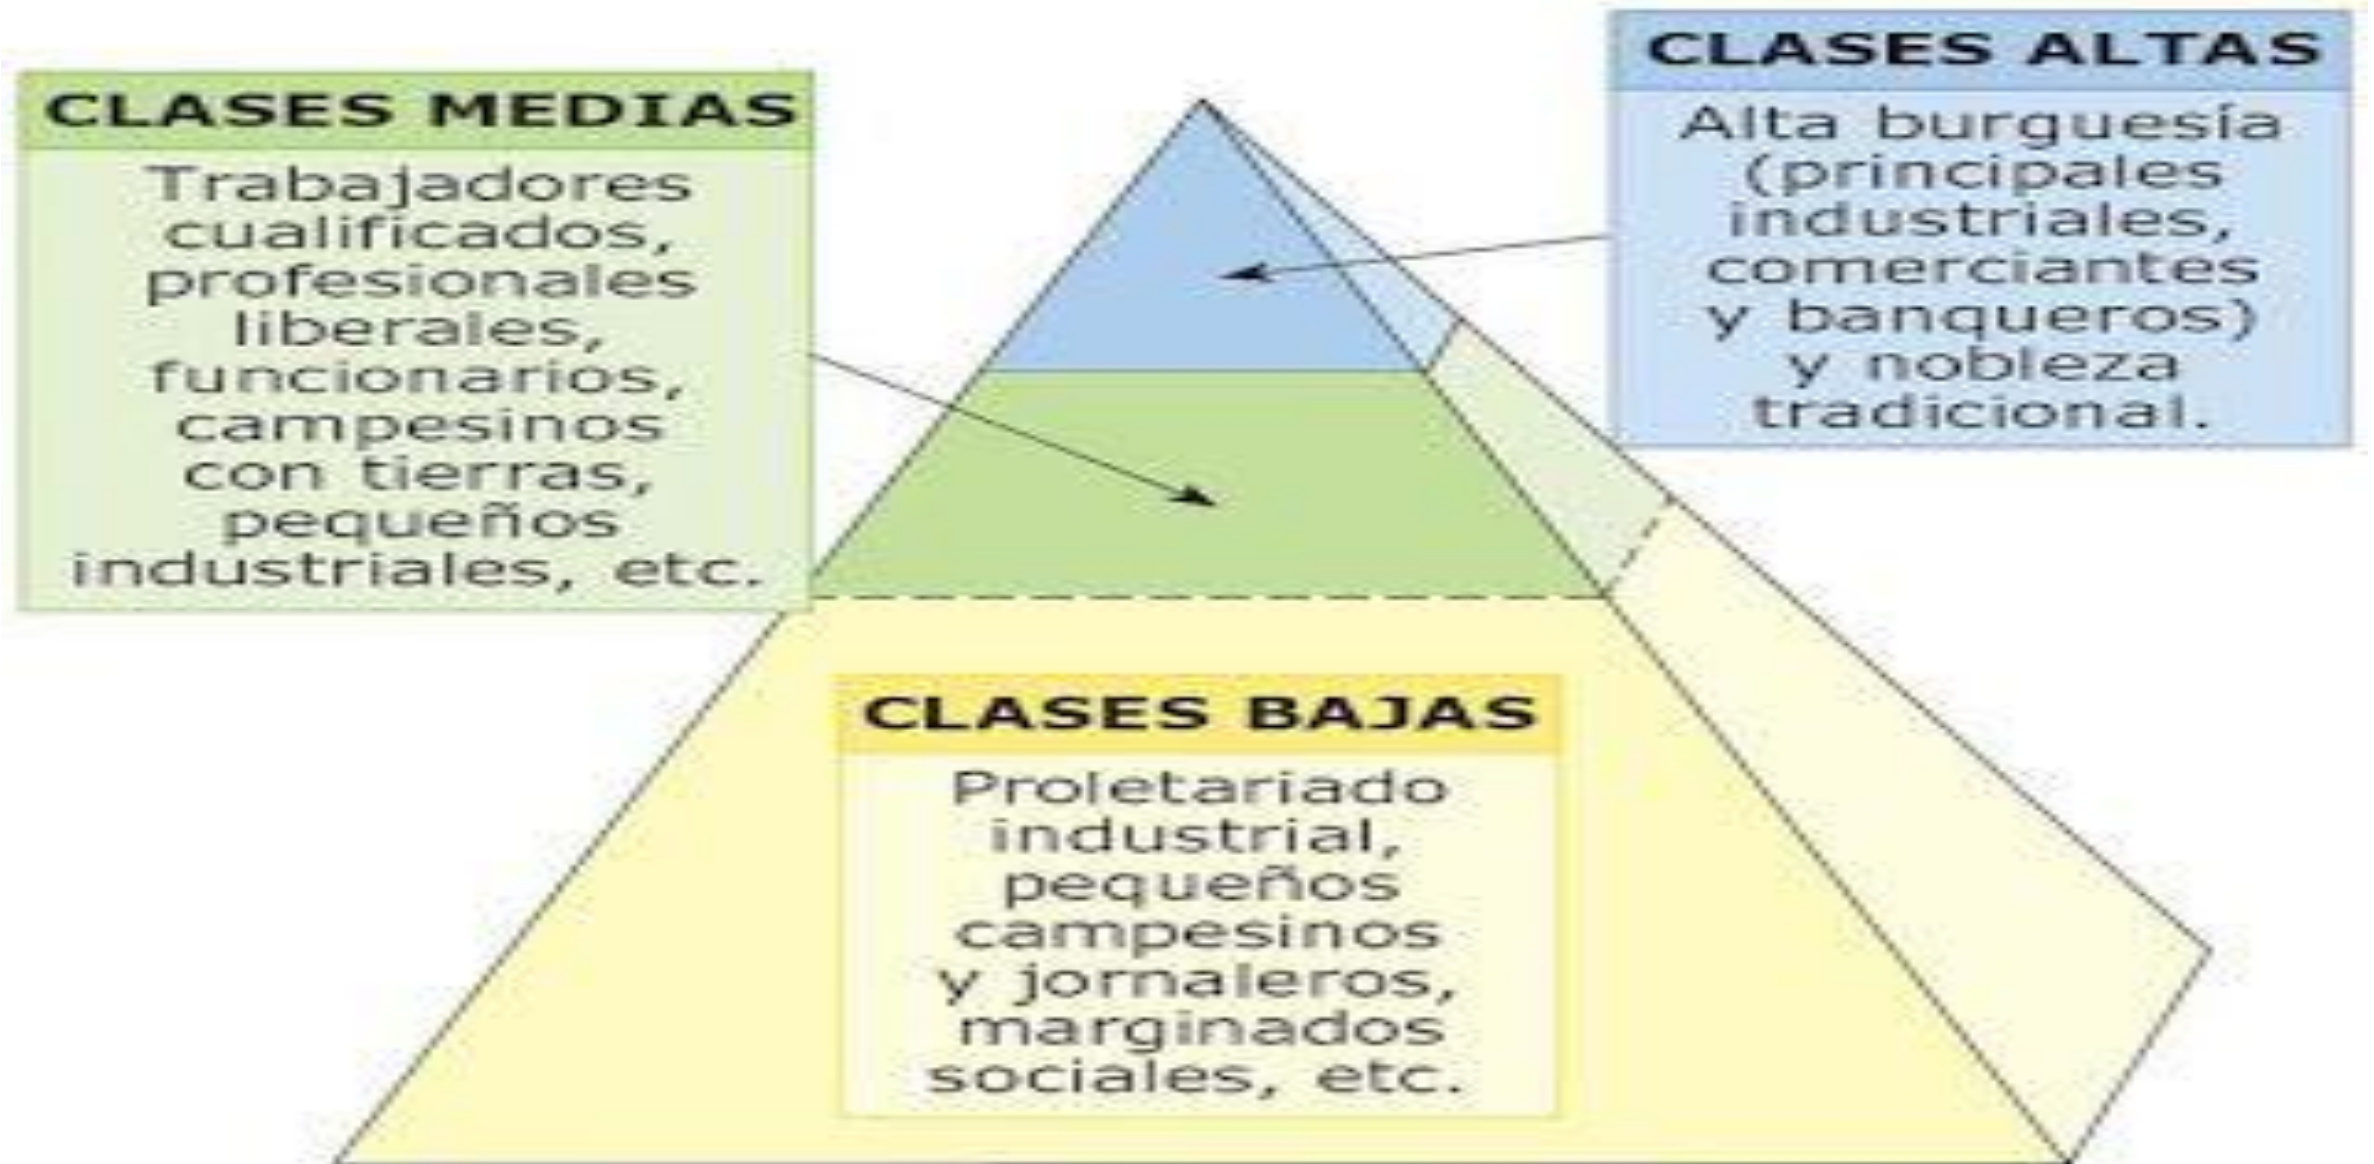 CLASES MEDIAS
Trabajadores
cualificados,
profesionales
liberales,
funcionarios,
campesinos
con tierras,
pequeños
industriales, etc.
CLASES ALTAS
Alta burguesía
(principales
industriales,
comerciantes
y banqueros)
y nobleza
tradicional.
CLASES BAJAS
Proletariado
industrial,
pequeños
campesinos
y jornaleros,
marginados
sociales, etc.